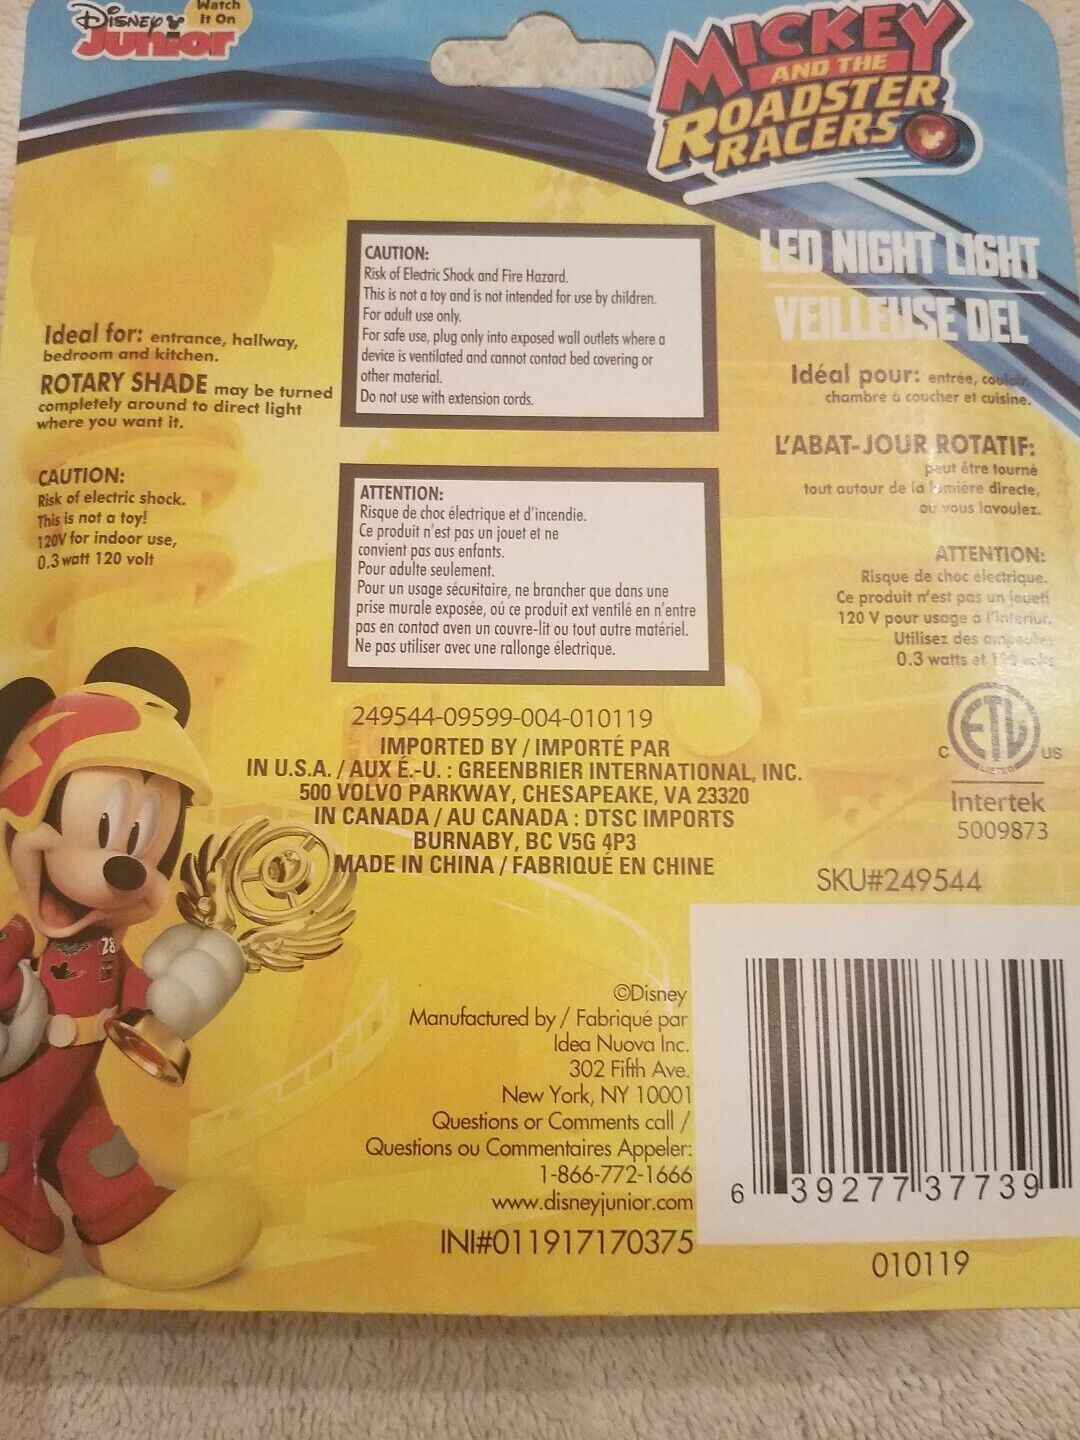 Disney
Junior
Watch
It On
MICKEY
AND THE
ROADSTER
RACERS
LED NIGHT LIGHT
VEILLEUSE DEL
Ideal for: entrance, hallway,
bedroom and kitchen.
ROTARY SHADE may be turned
completely around to direct light
where you want it.
CAUTION:
Risk of electric shock.
This is not a toy!
120V for indoor use,
0.3 watt 120 volt
CAUTION:
Risk of Electric Shock and Fire Hazard.
This is not a toy and is not intended for use by children.
For adult use only.
For safe use, plug only into exposed wall outlets where a
device is ventilated and cannot contact bed covering or
other material.
Do not use with extension cords.
ATTENTION:
Risque de choc électrique et d'incendie.
Ce produit n'est pas un jouet et ne
convient pas aus enfants.
Pour adulte seulement.
Pour un usage sécuritaire, ne brancher que dans une
prise murale exposée, oú ce produit ext ventilé en n'entre
pas en contact aven un couvre-lit ou tout autre matériel.
Ne pas utiliser avec une rallonge électrique.
Idéal pour: entrée, couloir,
chambre à coucher et cuisine.
L'ABAT-JOUR ROTATIF:
peut être tourné
tout autour de la lumière directe,
ou vous lavoulez.
ATTENTION:
Risque de choc electrique.
Ce produit n'est pas un jouet!
120 V pour usage a l'interiur.
Utilisez des ampoules
0.3 watts et 120 volts
249544-09599-004-010119
IMPORTED BY / IMPORTÉ PAR
IN U.S.A. / AUX É.-U. : GREENBRIER INTERNATIONAL, INC.
500 VOLVO PARKWAY, CHESAPEAKE, VA 23320
IN CANADA / AU CANADA : DTSC IMPORTS
BURNABY, BC V5G 4P3
MADE IN CHINA / FABRIQUÉ EN CHINE
C ETL US
LISTED
Intertek
5009873
SKU#249544
28
©Disney
Manufactured by / Fabriqué par
Idea Nuova Inc.
302 Fifth Ave.
New York, NY 10001
Questions or Comments call /
Questions ou Commentaires Appeler:
1-866-772-1666
www.disneyjunior.com
INI#011917170375
6 39277 37739
010119